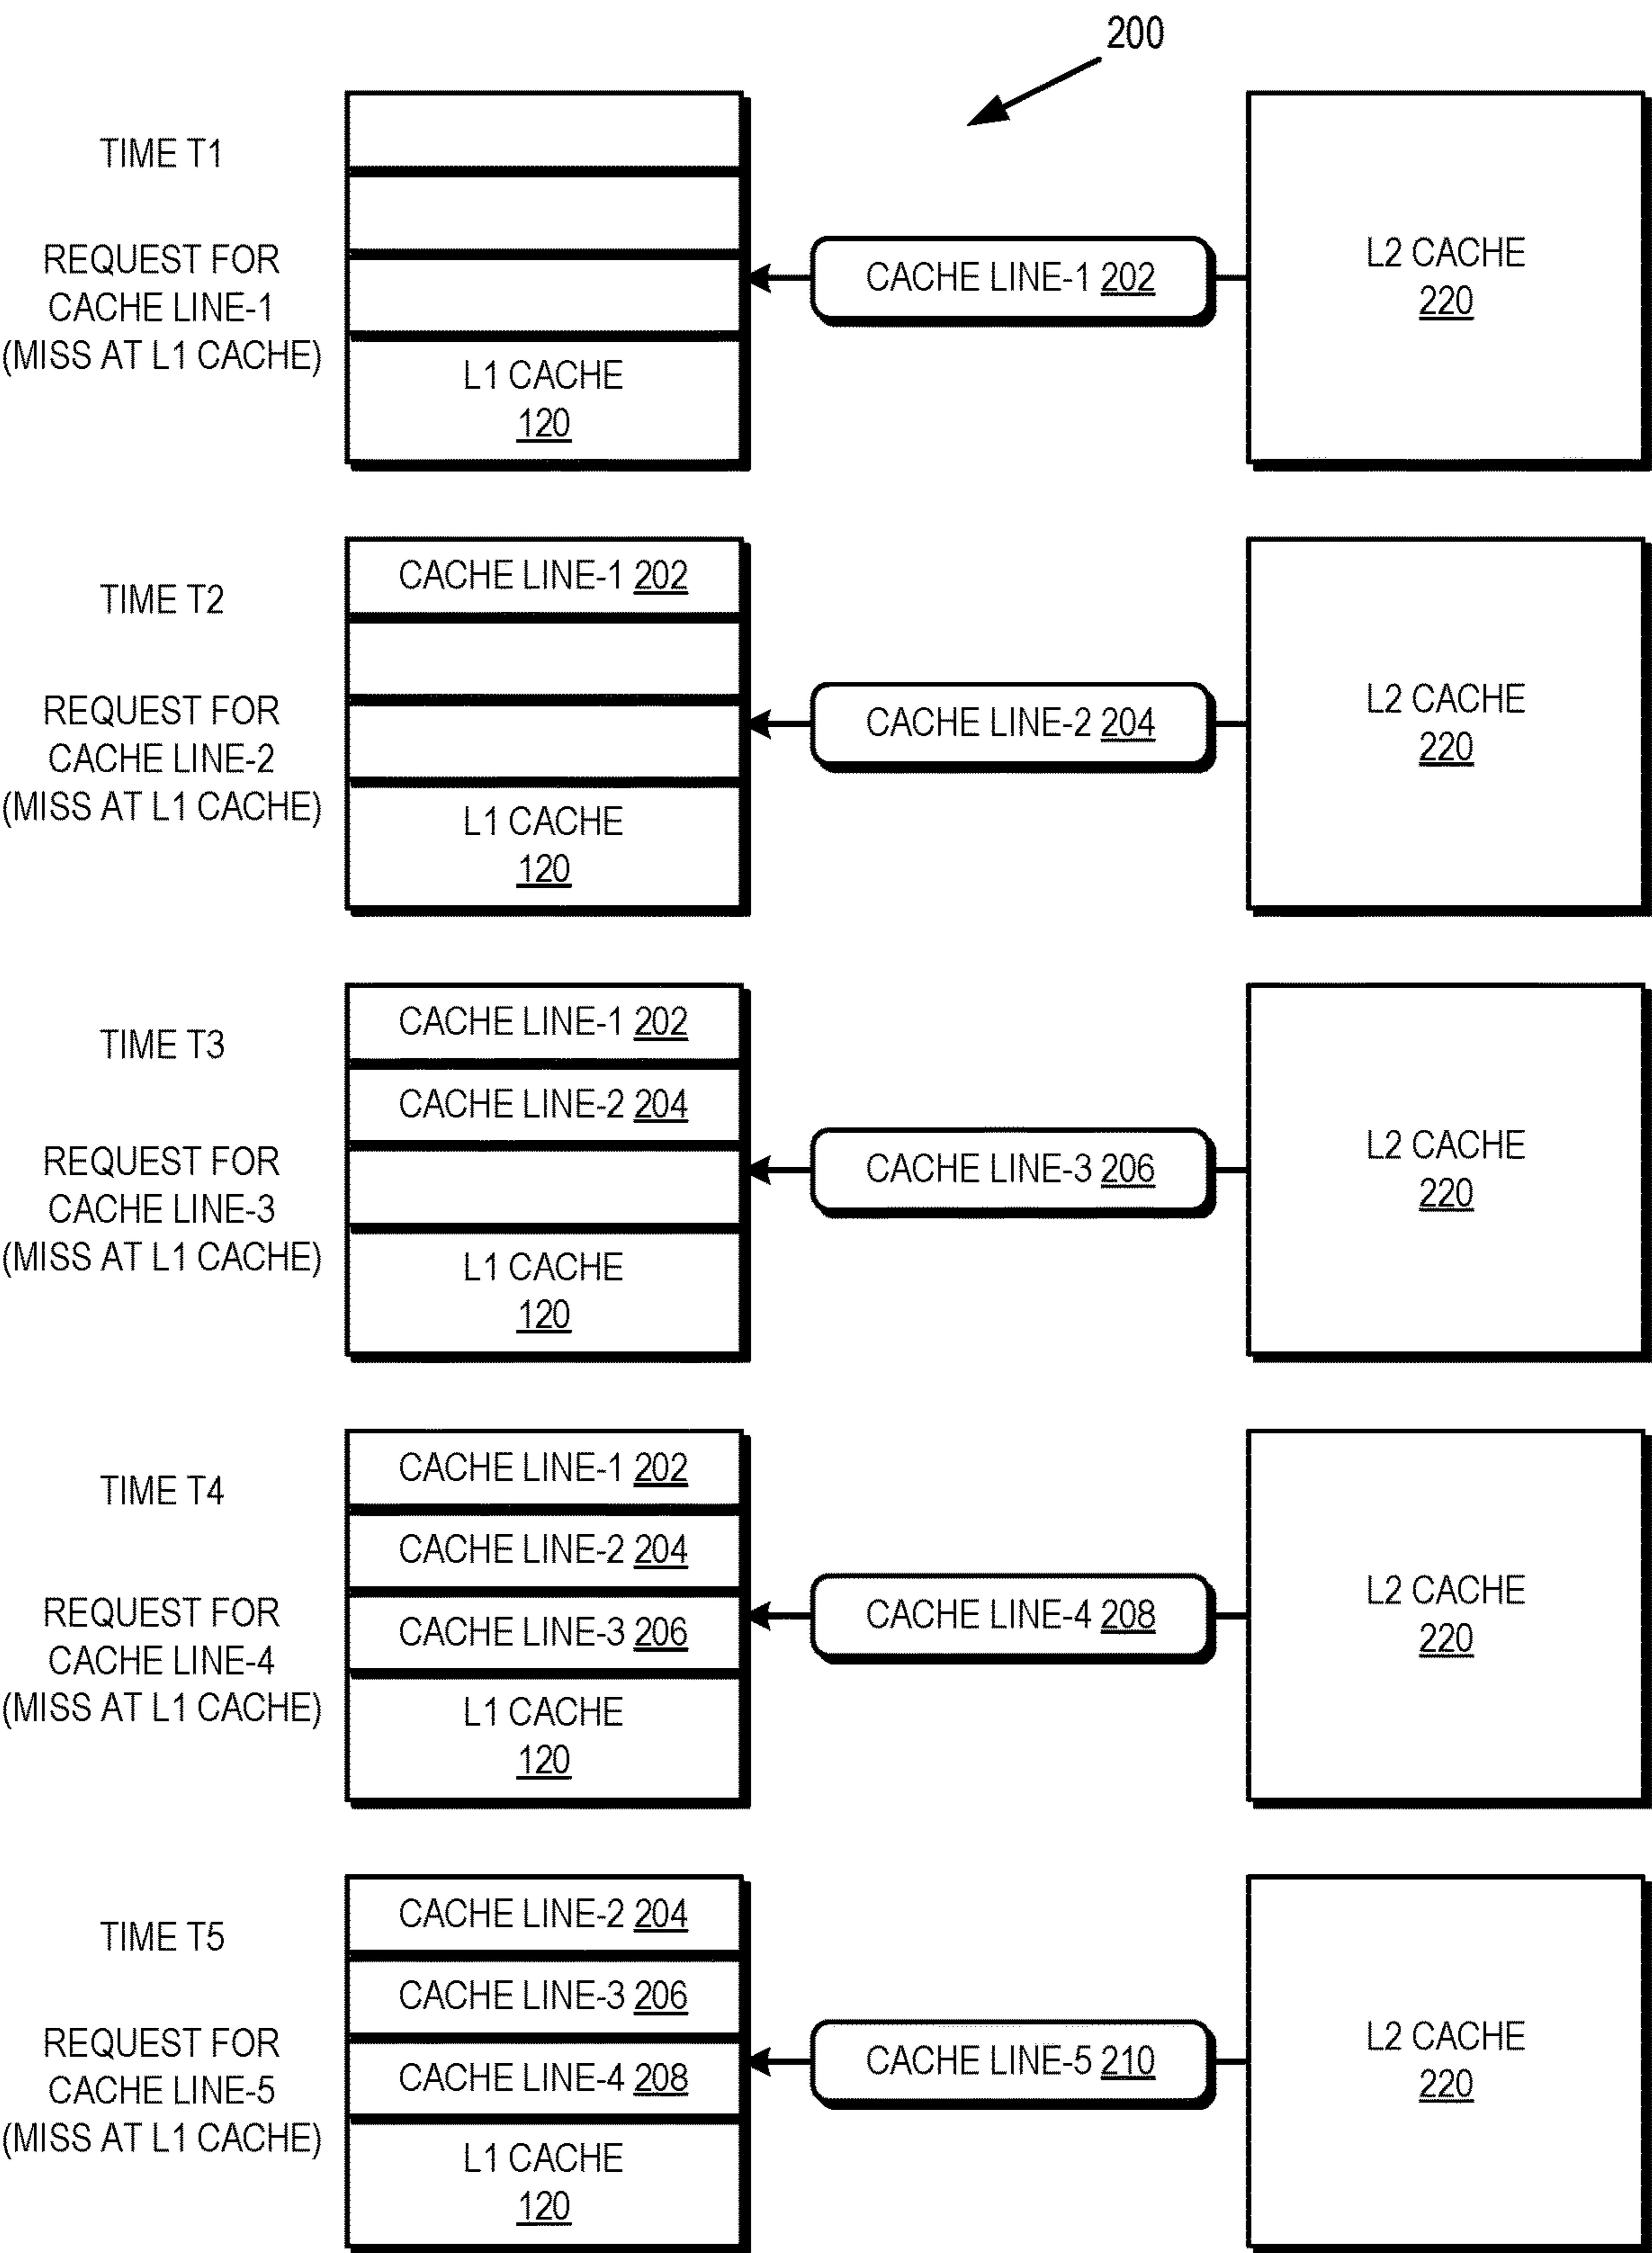 200
TIME T1
REQUEST FOR
CACHE LINE-1
(MISS AT L1 CACHE)
L1 CACHE
120
CACHE LINE-1 202
L2 CACHE
220
TIME T2
REQUEST FOR
CACHE LINE-2
(MISS AT L1 CACHE)
CACHE LINE-1 202
L1 CACHE
120
CACHE LINE-2 204
L2 CACHE
220
TIME T3
REQUEST FOR
CACHE LINE-3
(MISS AT L1 CACHE)
CACHE LINE-1 202
CACHE LINE-2 204
L1 CACHE
120
CACHE LINE-3 206
L2 CACHE
220
TIME T4
REQUEST FOR
CACHE LINE-4
(MISS AT L1 CACHE)
CACHE LINE-1 202
CACHE LINE-2 204
CACHE LINE-3 206
L1 CACHE
120
CACHE LINE-4 208
L2 CACHE
220
TIME T5
REQUEST FOR
CACHE LINE-5
(MISS AT L1 CACHE)
CACHE LINE-2 204
CACHE LINE-3 206
CACHE LINE-4 208
L1 CACHE
120
CACHE LINE-5 210
L2 CACHE
220